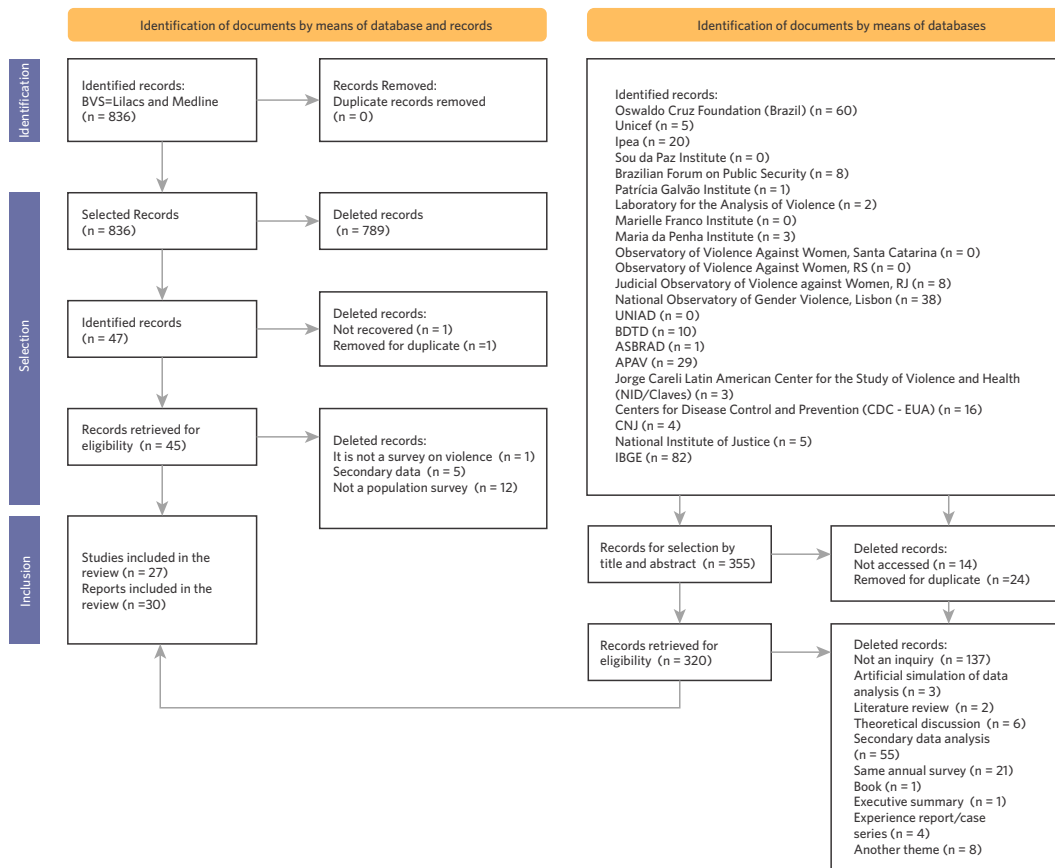 Identification of documents by means of database and records
Identification of documents by means of databases
Identification
Identified records:
BVS=Lilacs and Medline
(n = 836)
Records Removed:
Duplicate records removed
(n = 0)
Selection
Selected Records
(n = 836)
Deleted records
(n = 789)
Identified records
(n = 47)
Deleted records:
Not recovered (n = 1)
Removed for duplicate (n =1)
Records retrieved for
eligibility (n = 45)
Deleted records:
It is not a survey on violence (n = 1)
Secondary data (n = 5)
Not a population survey (n = 12)
Inclusion
Studies included in the
review (n = 27)
Reports included in the
review (n =30)
Identified records:
Oswaldo Cruz Foundation (Brazil) (n = 60)
Unicef (n = 5)
Ipea (n = 20)
Sou da Paz Institute (n = 0)
Brazilian Forum on Public Security (n = 8)
Patrícia Galvão Institute (n = 1)
Laboratory for the Analysis of Violence (n = 2)
Marielle Franco Institute (n = 0)
Maria da Penha Institute (n = 3)
Observatory of Violence Against Women, Santa Catarina (n = 0)
Observatory of Violence Against Women, RS (n = 0)
Judicial Observatory of Violence against Women, RJ (n = 8)
National Observatory of Gender Violence, Lisbon (n = 38)
UNIAD (n = 0)
BDTD (n = 10)
ASBRAD (n = 1)
APAV (n = 29)
Jorge Careli Latin American Center for the Study of Violence and Health
(NID/Claves) (n = 3)
Centers for Disease Control and Prevention (CDC - EUA) (n = 16)
CNJ (n = 4)
National Institute of Justice (n = 5)
IBGE (n = 82)
Records for selection by
title and abstract (n = 355)
Deleted records:
Not accessed (n = 14)
Removed for duplicate (n =24)
Records retrieved for
eligibility (n = 320)
Deleted records:
Not an inquiry (n = 137)
Artificial simulation of data
analysis (n = 3)
Literature review (n = 2)
Theoretical discussion (n = 6)
Secondary data analysis
(n = 55)
Same annual survey (n = 21)
Book (n = 1)
Executive summary (n = 1)
Experience report/case
series (n = 4)
Another theme (n = 8)